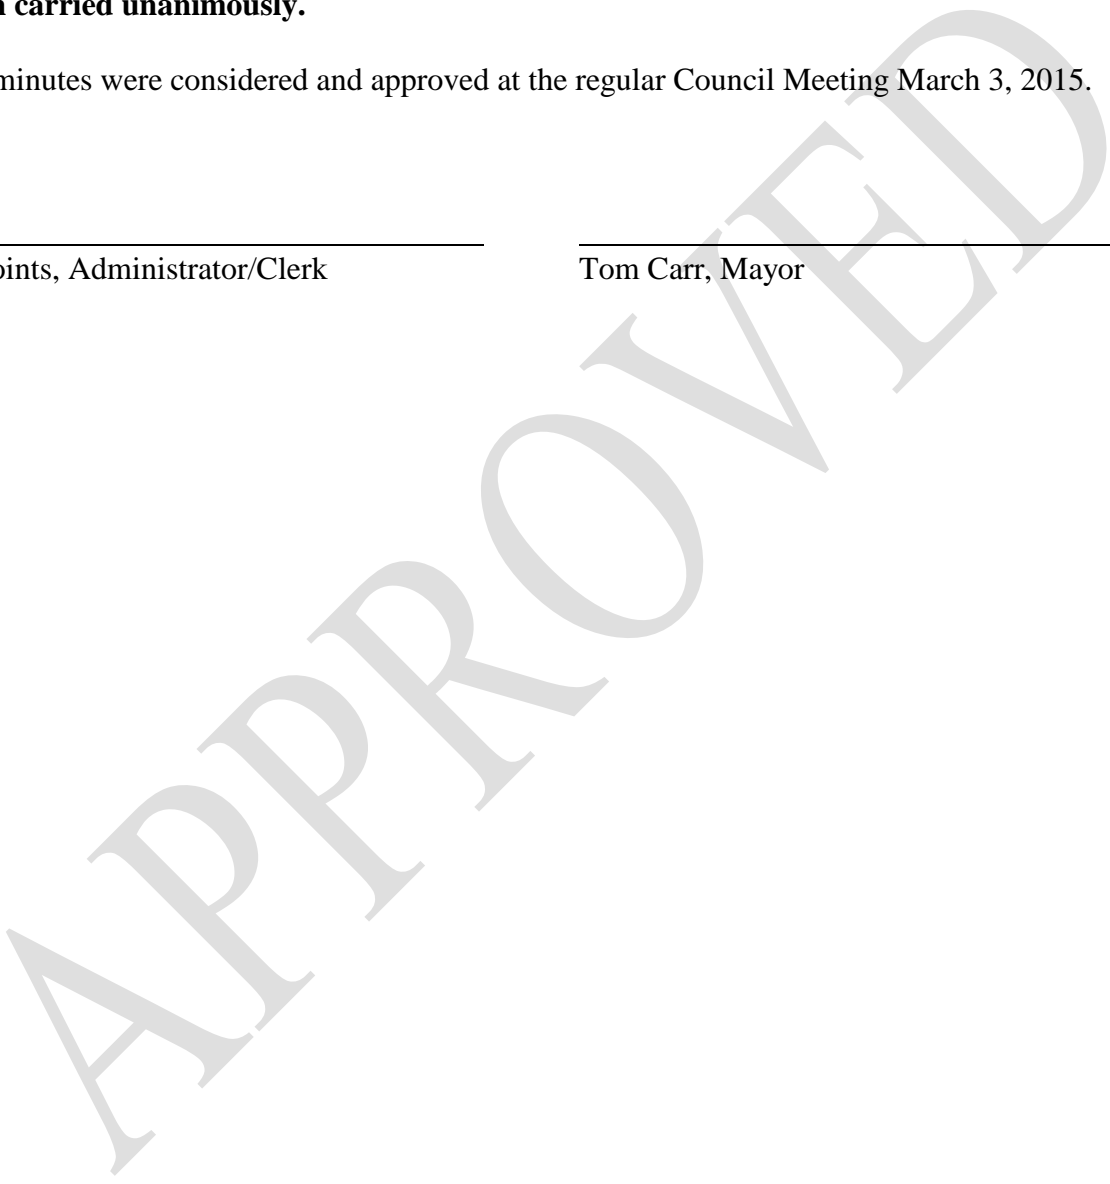 carried unanimously.
minutes were considered and approved at the regular Council Meeting March 3, 2015.
Administrator/Clerk
Tom Carr, Mayor
APPROVED